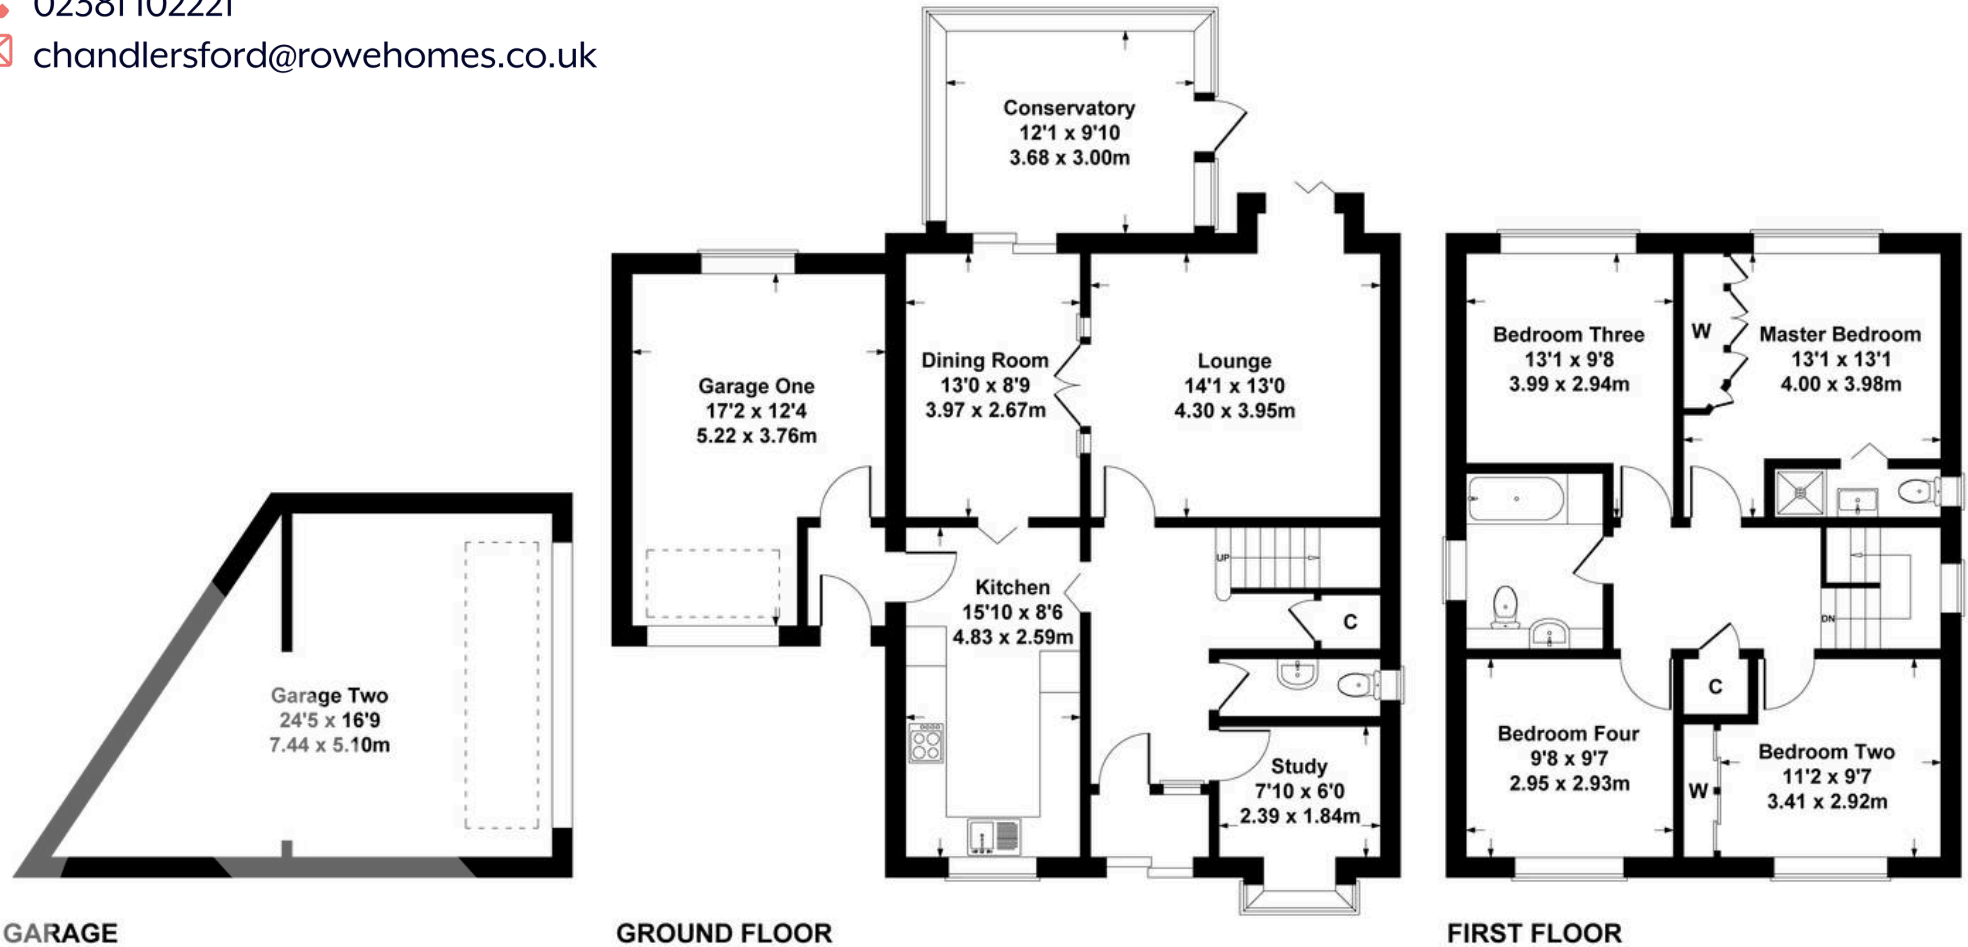 chandlersford@rowehomes.co.uk
Conservatory
12'1 x 9'10
3.68 x 3.00m
Garage One
17'2 x 12'4
5.22 x 3.76m
Dining Room
13'0 x 8'9
3.97 x 2.67m
Lounge
14'1 x 13'0
4.30 x 3.95m
Kitchen
15'10 x 8'6
4.83 x 2.59m
UP
C
Study
7'10 x 6'0
2.39 x 1.84m
Garage Two
24'5 x 16'9
7.44 x 5.10m
Bedroom Three
13'1 x 9'8
3.99 x 2.94m
W
Master Bedroom
13'1 x 13'1
4.00 x 3.98m
DN
C
Bedroom Four
9'8 x 9'7
2.95 x 2.93m
W
Bedroom Two
11'2 x 9'7
3.41 x 2.92m
GARAGE
GROUND FLOOR
FIRST FLOOR